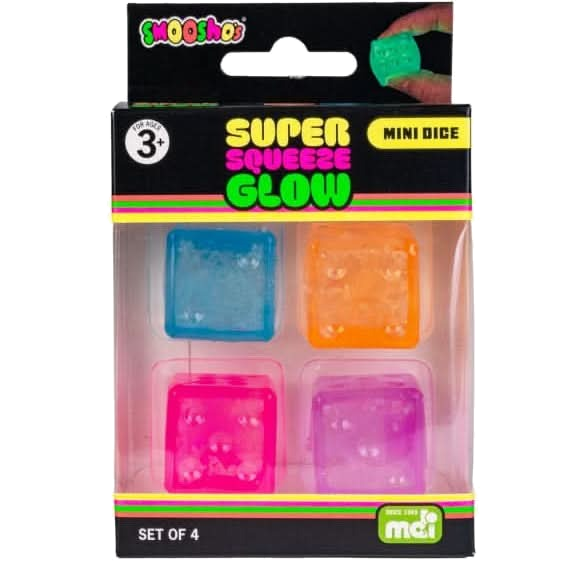 SMOOSHO'S
FOR AGES
3+
SUPER
SQUEEZE
GLOW
MINI DICE
SET OF 4
SINCE 1969
mdi